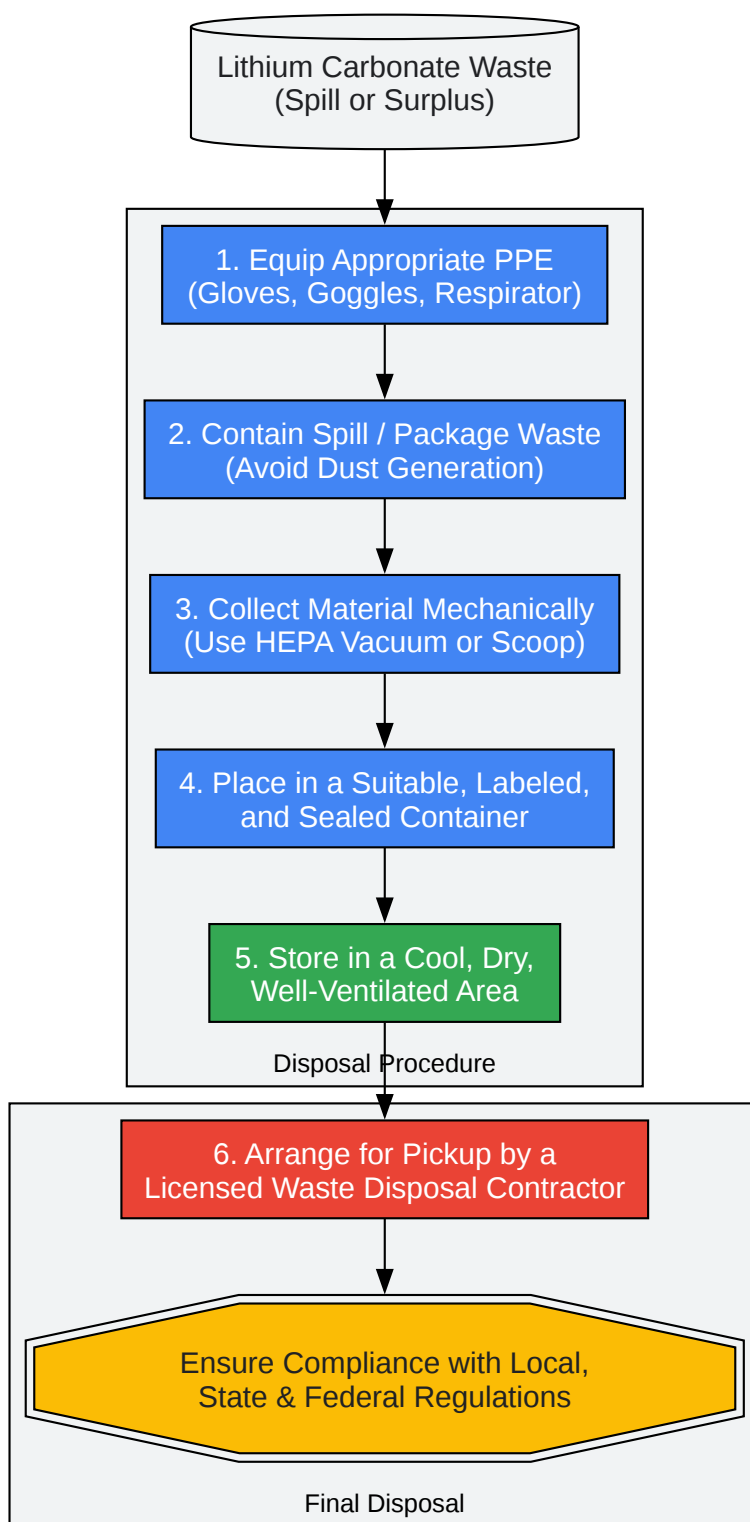 Lithium Carbonate Waste
(Spill or Surplus)
1. Equip Appropriate PPE
(Gloves, Goggles, Respirator)
2. Contain Spill / Package Waste
(Avoid Dust Generation)
3. Collect Material Mechanically
(Use HEPA Vacuum or Scoop)
4. Place in a Suitable, Labeled,
and Sealed Container
5. Store in a Cool, Dry,
Well-Ventilated Area
Disposal Procedure
6. Arrange for Pickup by a
Licensed Waste Disposal Contractor
Ensure Compliance with Local,
State & Federal Regulations
Final Disposal